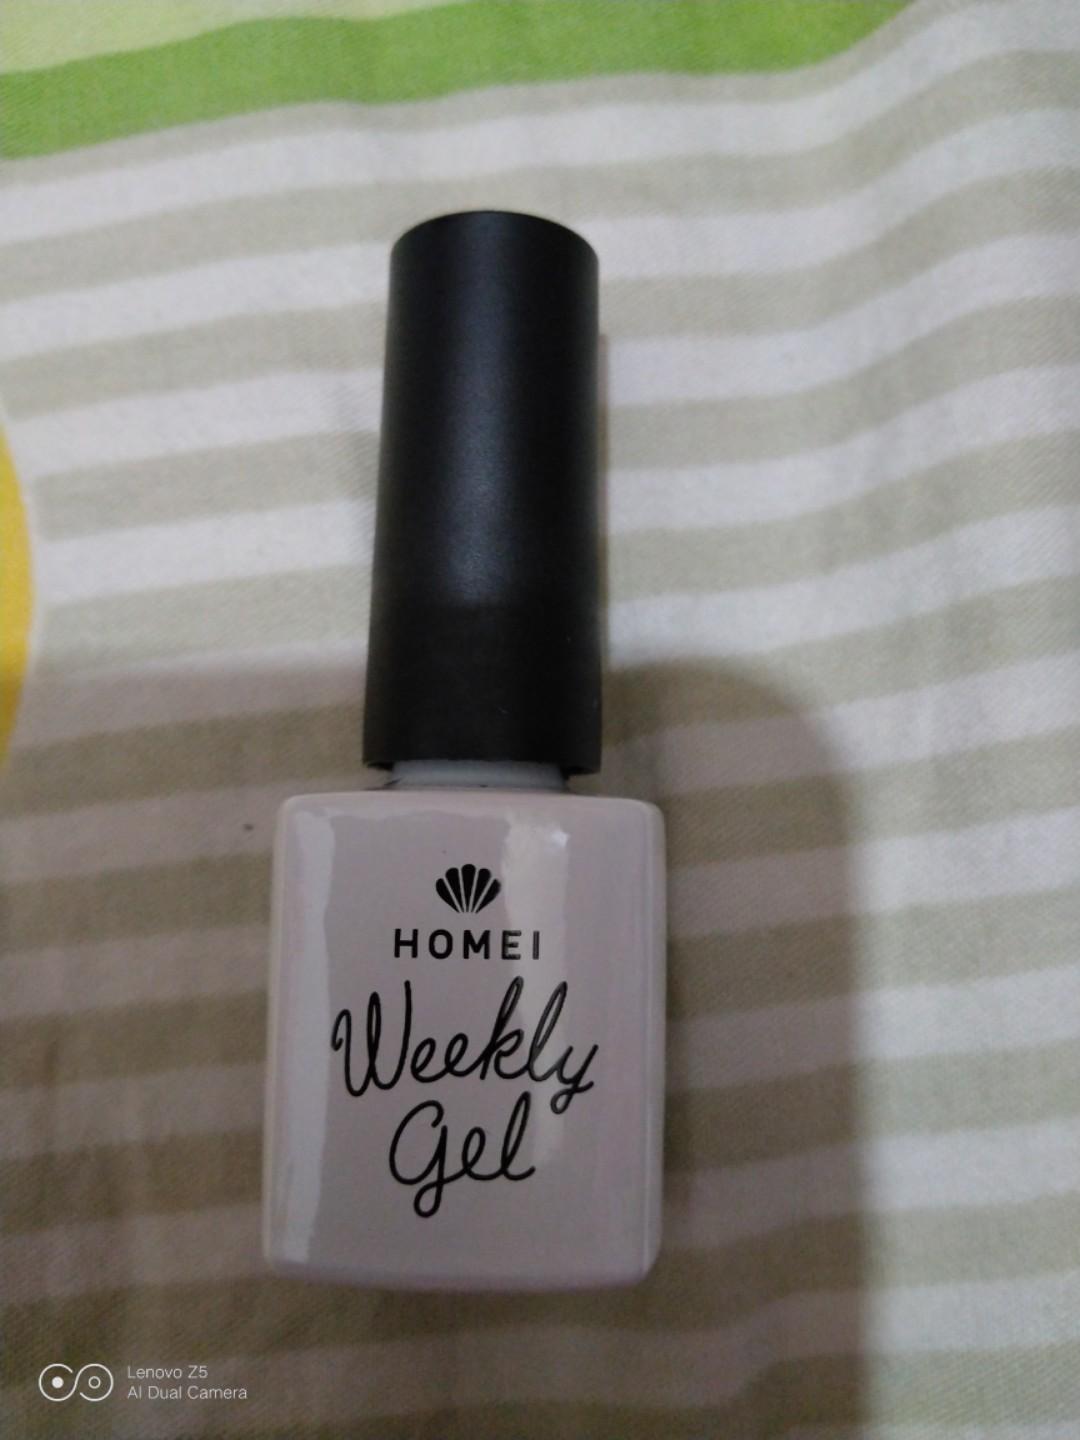 HOMEI
Weekly
Gel
Lenovo Z5
AI Dual Camera